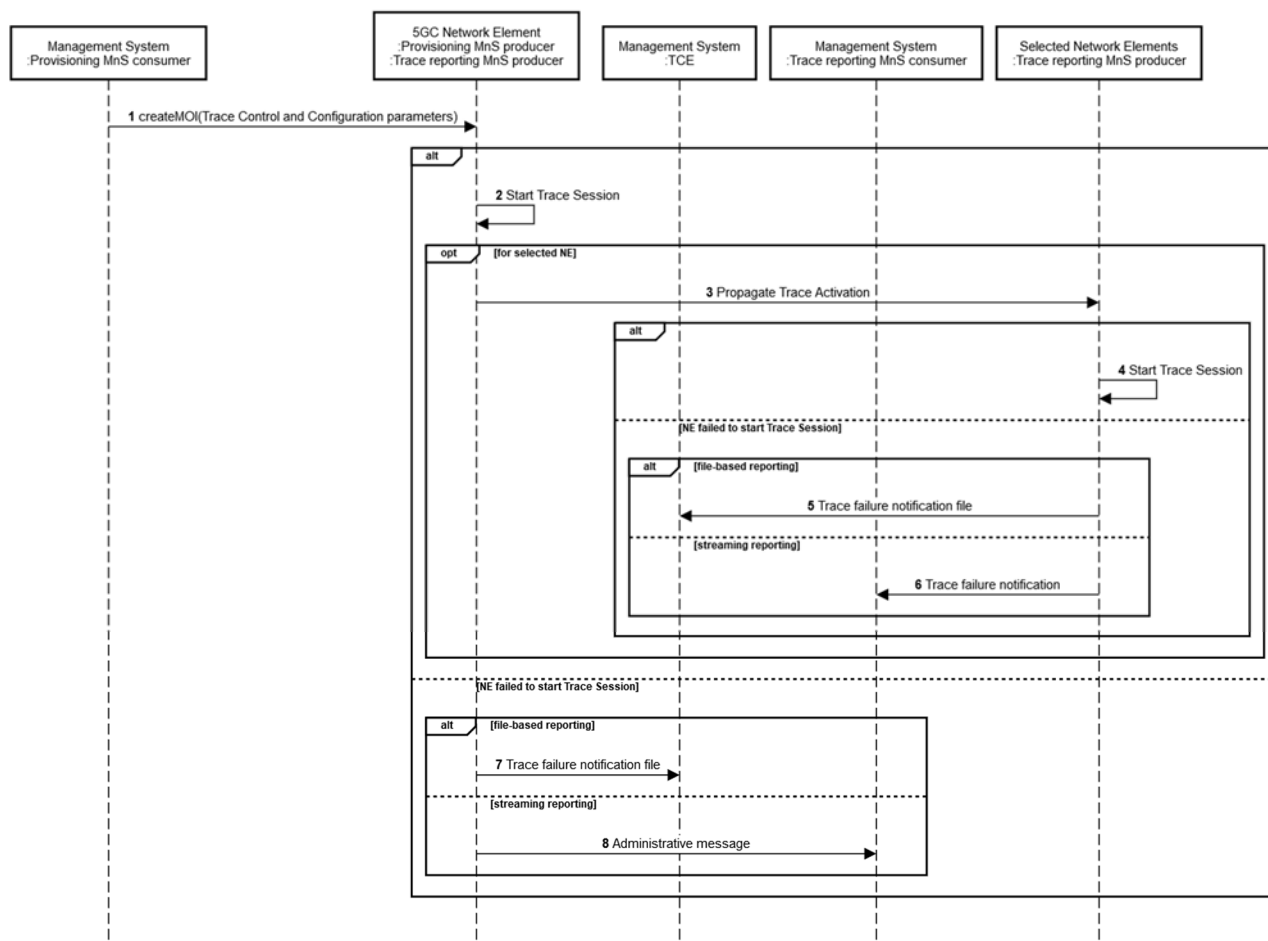 Management System
:Provisioning MnS consumer
5GC Network Element
:Provisioning MnS producer
:Trace reporting MnS producer
Management System
:TCE
Management System
:Trace reporting MnS consumer
Selected Network Elements
:Trace reporting MnS producer
1 createMOI(Trace Control and Configuration parameters)
alt
2 Start Trace Session
opt
[for selected NE]
3 Propagate Trace Activation
alt
4 Start Trace Session
[NE failed to start Trace Session]
alt
[file-based reporting]
5 Trace failure notification file
[streaming reporting]
6 Trace failure notification
[NE failed to start Trace Session]
alt
[file-based reporting]
7 Trace failure notification file
[streaming reporting]
8 Administrative message